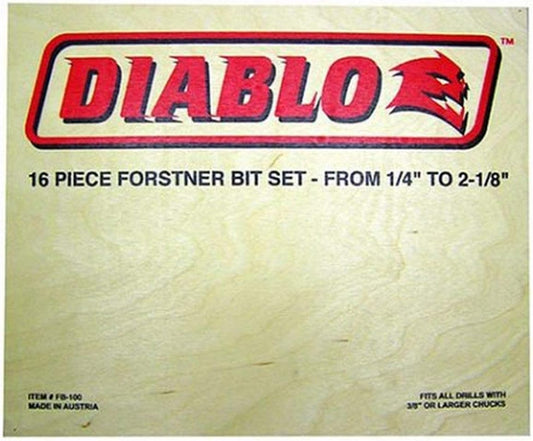 DIABLO ™
16 PIECE FORSTNER BIT SET - FROM 1/4" TO 2-1/8"
ITEM # FB-100
MADE IN AUSTRIA
FITS ALL DRILLS WITH
3/8" OR LARGER CHUCKS